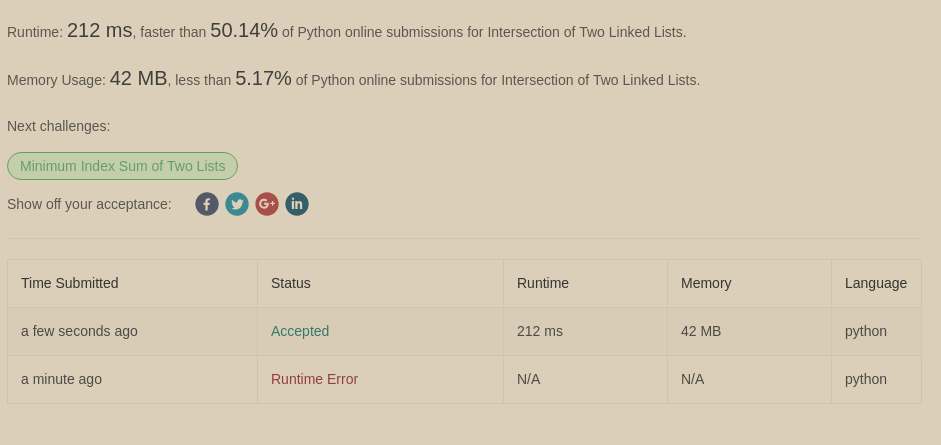 Runtime: 212 ms, faster than 50.14% of Python online submissions for Intersection of Two Linked Lists.
Memory Usage: 42 MB, less than 5.17% of Python online submissions for Intersection of Two Linked Lists.
Next challenges:
Minimum Index Sum of Two Lists
Show off your acceptance: f G+ in
Time Submitted Status Runtime Memory Language
a few seconds ago Accepted 212 ms 42 MB python
a minute ago Runtime Error N/A N/A python